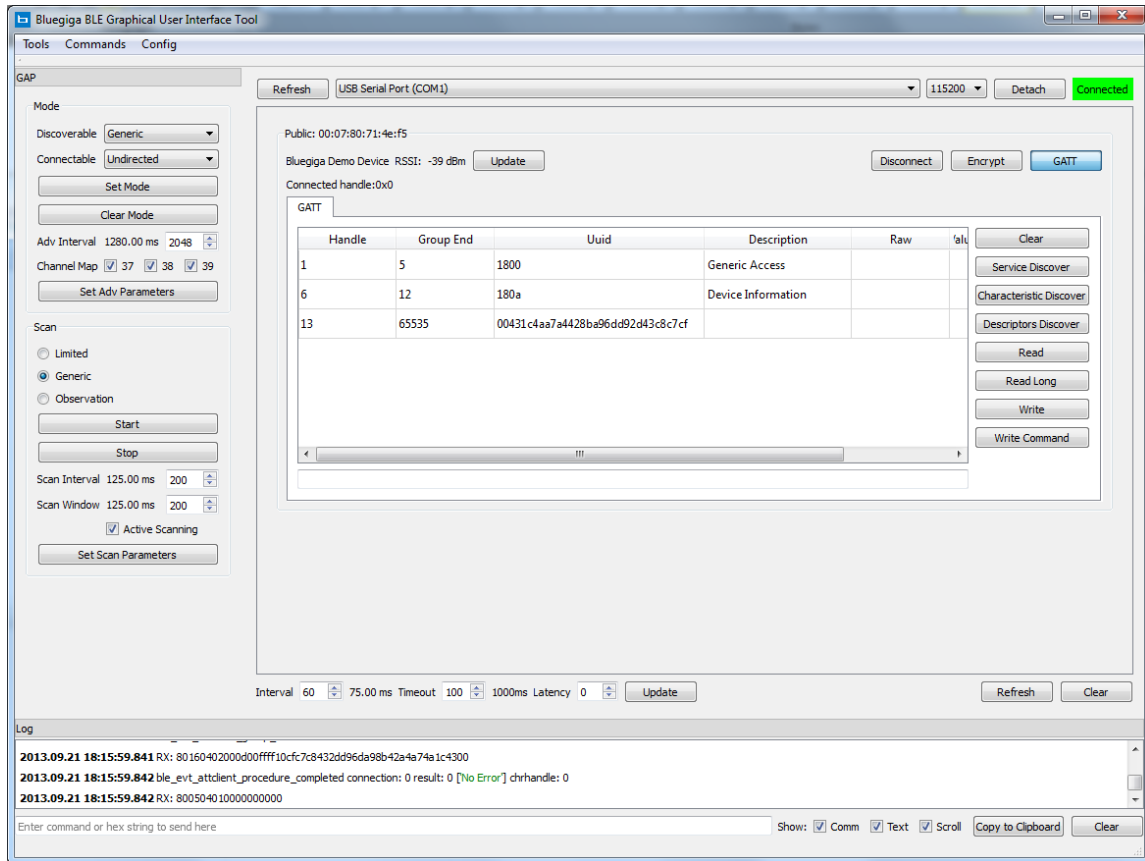 Bluegiga BLE Graphical User Interface Tool
Tools Commands Config
GAP
Mode
Discoverable Generic
Connectable Undirected
Set Mode
Clear Mode
Adv Interval 1280.00 ms 2048
Channel Map 37 38 39
Set Adv Parameters
Scan
Limited
Generic
Observation
Start
Stop
Scan Interval 125.00 ms 200
Scan Window 125.00 ms 200
Active Scanning
Set Scan Parameters
Refresh USB Serial Port (COM1) 115200 Detach Connected
Public: 00:07:80:71:4e:f5
Bluegiga Demo Device RSSI: -39 dBm Update Disconnect Encrypt GATT
Connected handle:0x0
GATT
Handle Group End Uuid Description Raw
1 5 1800 Generic Access
6 12 180a Device Information
13 65535 00431c4aa7a4428ba96dd92d43c8c7cf
Clear
Service Discover
Characteristic Discover
Descriptors Discover
Read
Read Long
Write
Write Command
Interval 60 75.00 ms Timeout 100 1000ms Latency 0 Update Refresh Clear
Log
2013.09.21 18:15:59.841 RX: 80160402000d00ffff10cfc7c8432dd96da98b42a4a74a1c4300
2013.09.21 18:15:59.842 ble_evt_attclient_procedure_completed connection: 0 result: 0 ['No Error'] chrhandle: 0
2013.09.21 18:15:59.842 RX: 800504010000000000
Enter command or hex string to send here Show: Comm Text Scroll Copy to Clipboard Clear